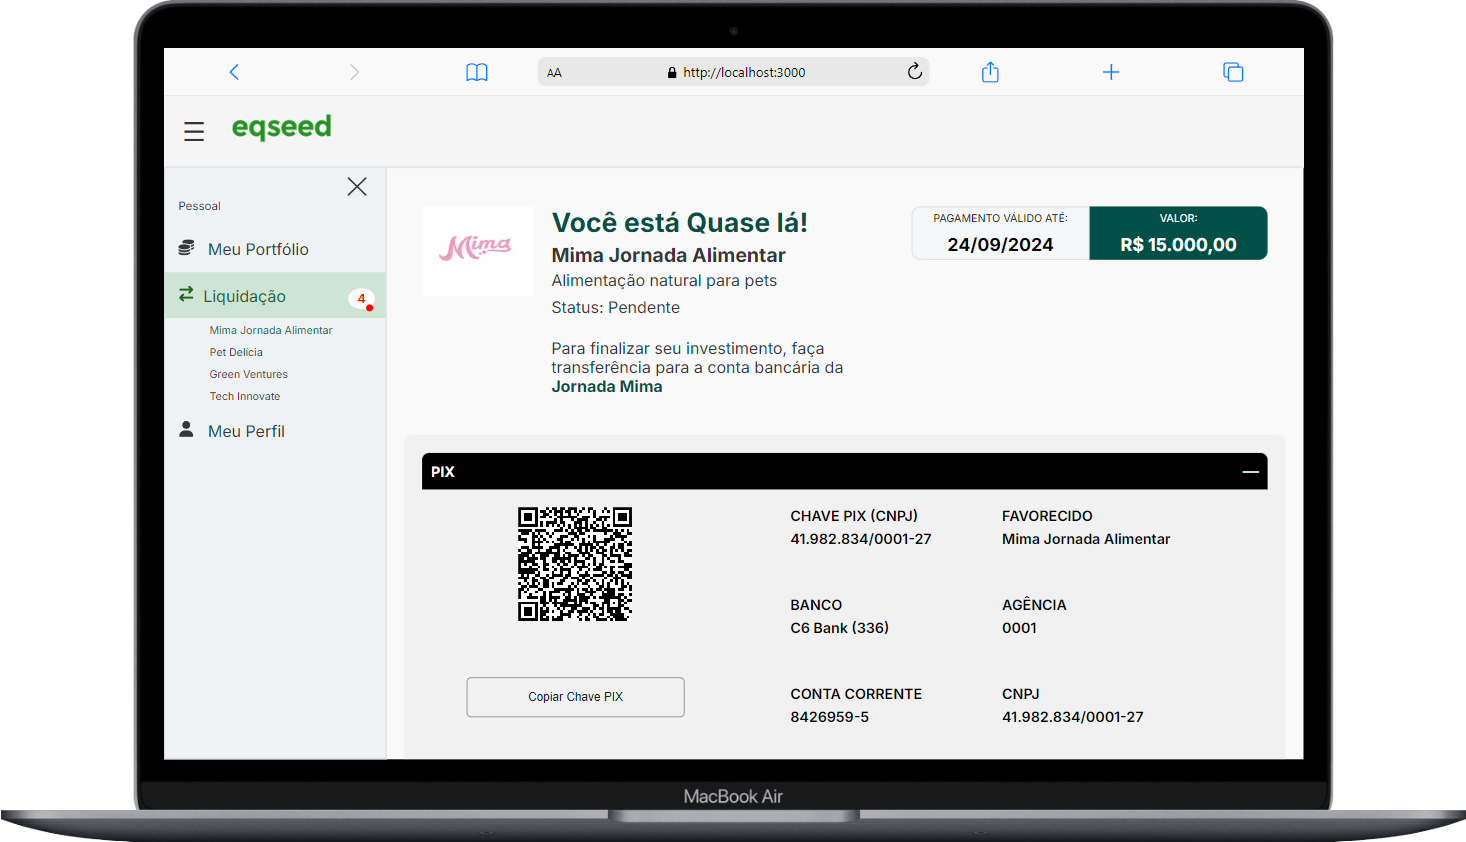 AA
http://localhost:3000
eqseed
Pessoal
Meu Portfólio
Liquidação
4
Mima Jornada Alimentar
Pet Delícia
Green Ventures
Tech Innovate
Meu Perfil
Mima
Você está Quase lá!
Mima Jornada Alimentar
Alimentação natural para pets
Status: Pendente
Para finalizar seu investimento, faça
transferência para a conta bancária da
Jornada Mima
PAGAMENTO VÁLIDO ATÉ:
24/09/2024
VALOR:
R$ 15.000,00
PIX
Copiar Chave PIX
CHAVE PIX (CNPJ)
41.982.834/0001-27
FAVORECIDO
Mima Jornada Alimentar
BANCO
C6 Bank (336)
AGÊNCIA
0001
CONTA CORRENTE
8426959-5
CNPJ
41.982.834/0001-27
MacBook Air